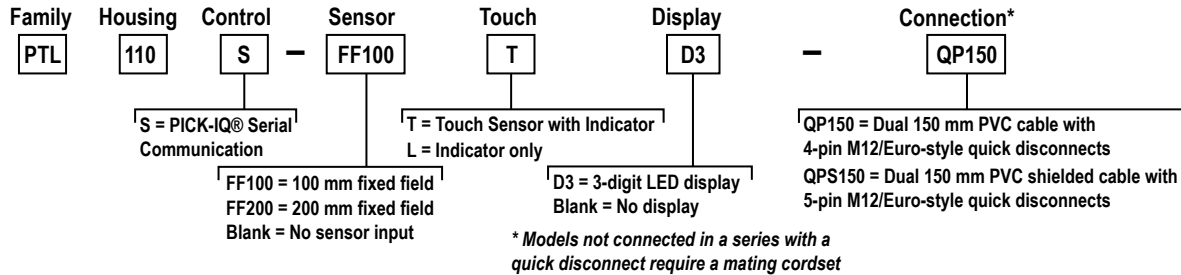 Family Housing Control Sensor Touch Display Connection*
PTL 110 S – FF100 T D3 – QP150
S = PICK-IQ® Serial
Communication
FF100 = 100 mm fixed field
FF200 = 200 mm fixed field
Blank = No sensor input
T = Touch Sensor with Indicator
L = Indicator only
D3 = 3-digit LED display
Blank = No display
QP150 = Dual 150 mm PVC cable with
4-pin M12/Euro-style quick disconnects
QPS150 = Dual 150 mm PVC shielded cable with
5-pin M12/Euro-style quick disconnects
* Models not connected in a series with a
quick disconnect require a mating cordset